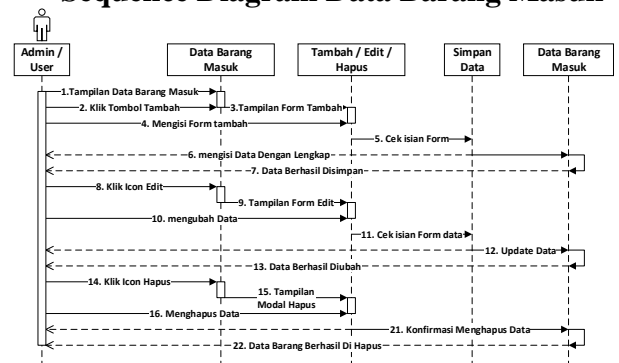 Sequence Diagram Data Barang Masuk
Admin /
User
Data Barang
Masuk
Tambah / Edit /
Hapus
Simpan
Data
Data Barang
Masuk
1.Tampilan Data Barang Masuk
2. Klik Tombol Tambah
3.Tampilan Form Tambah
4. Mengisi Form tambah
5. Cek isian Form
6. mengisi Data Dengan Lengkap
7. Data Berhasil Disimpan
8. Klik Icon Edit
9. Tampilan Form Edit
10. mengubah Data
11. Cek isian Form data
12. Update Data
13. Data Berhasil Diubah
14. Klik Icon Hapus
15. Tampilan
Modal Hapus
16. Menghapus Data
21. Konfirmasi Menghapus Data
22. Data Barang Berhasil Di Hapus